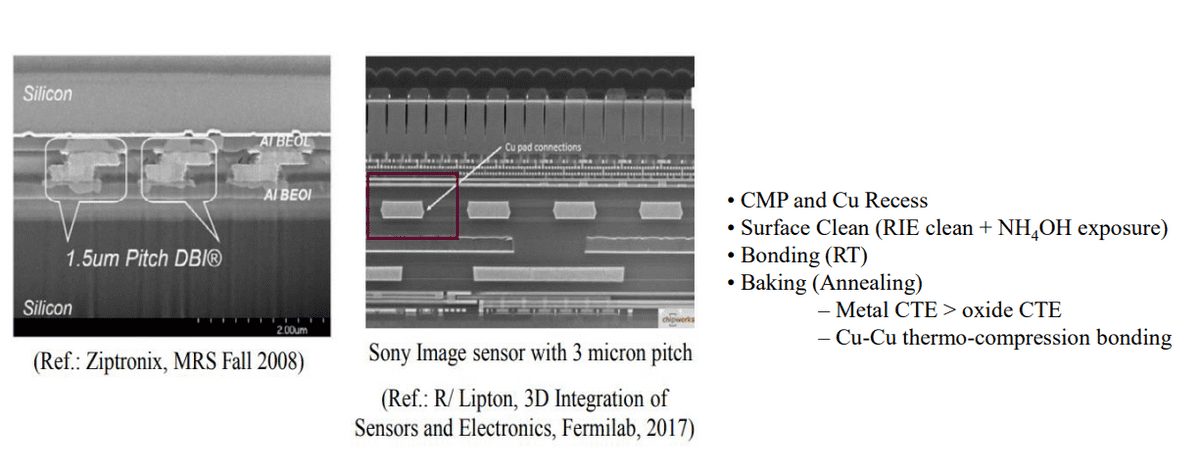 Silicon
Al BEOL
Al BEOl
1.5um Pitch DBI®
Silicon
2.00um
(Ref.: Ziptronix, MRS Fall 2008)
Cu pad connections
chipworks
Sony Image sensor with 3 micron pitch
(Ref.: R/ Lipton, 3D Integration of
Sensors and Electronics, Fermilab, 2017)
• CMP and Cu Recess
• Surface Clean (RIE clean + NH₄OH exposure)
• Bonding (RT)
• Baking (Annealing)
– Metal CTE > oxide CTE
– Cu-Cu thermo-compression bonding